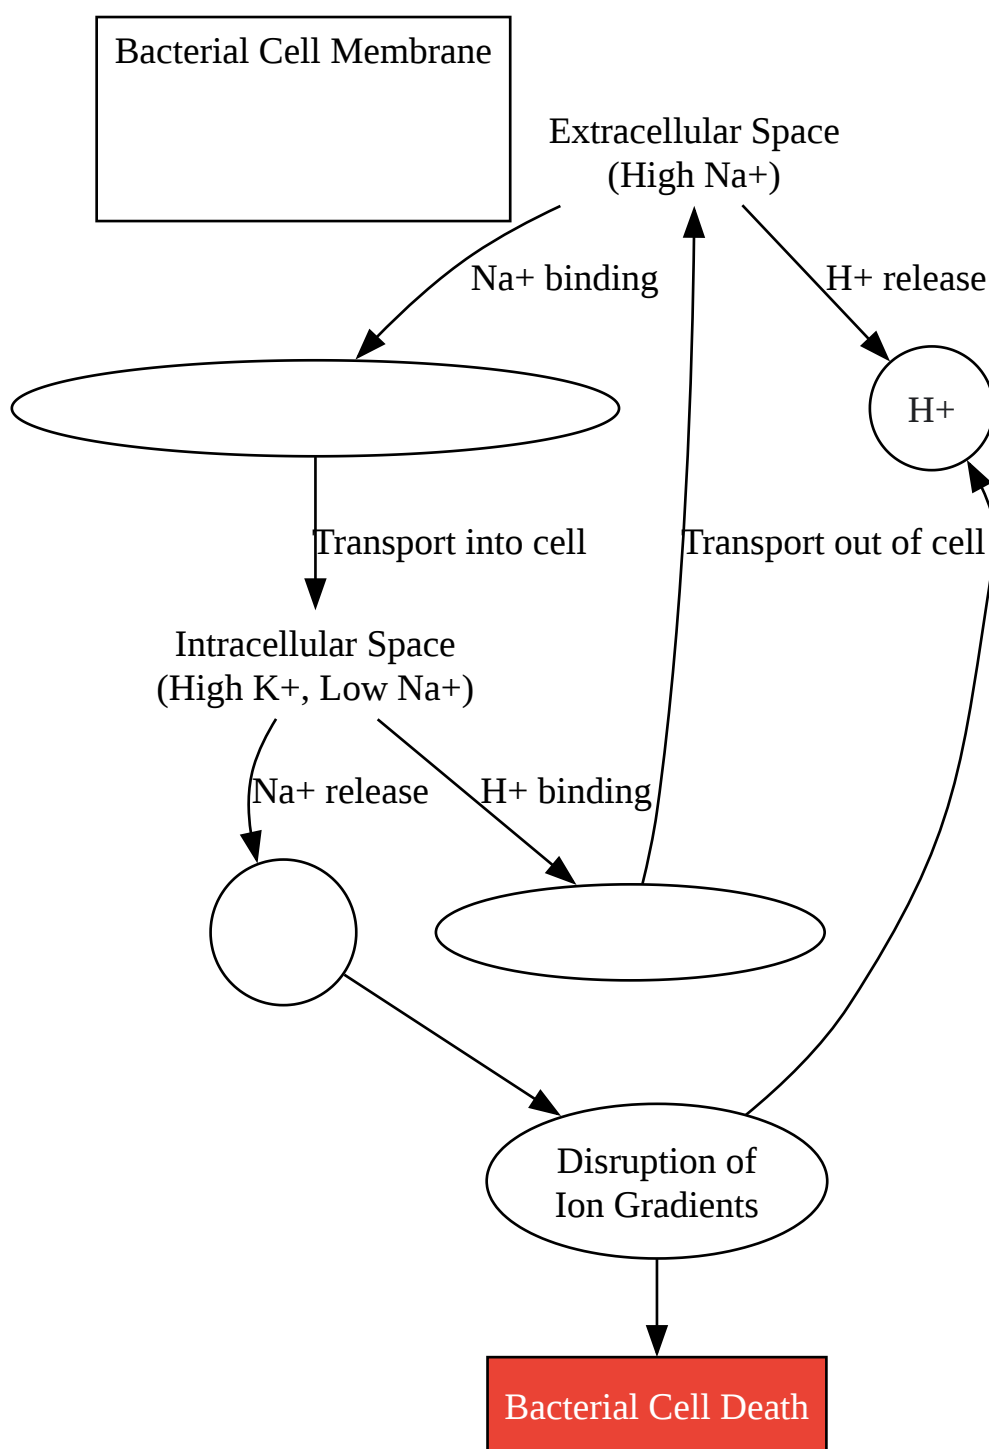 Bacterial Cell Membrane
Extracellular Space
(High Na+)
Na+ binding
H+ release
H+
Transport into cell
Transport out of cell
Intracellular Space
(High K+, Low Na+)
Na+ release
H+ binding
Disruption of
Ion Gradients
Bacterial Cell Death